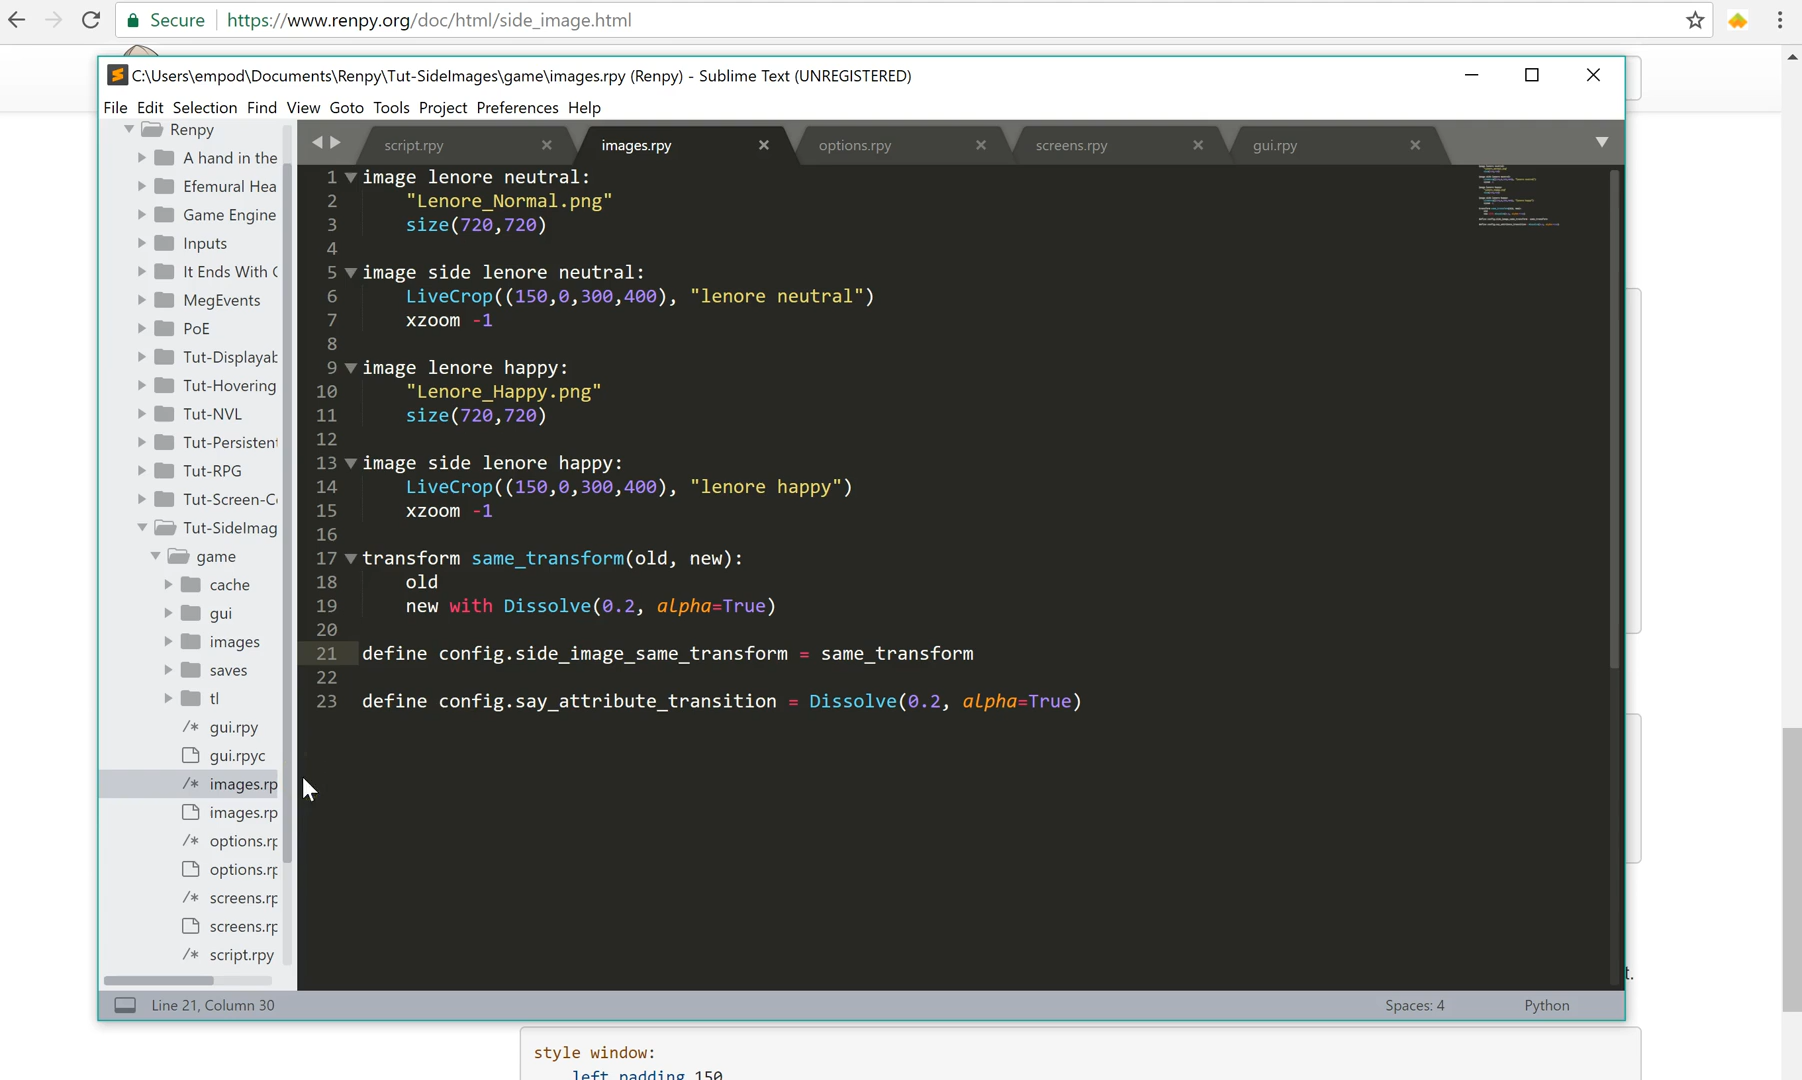 Secure https://www.renpy.org/doc/html/side_image.html
C:\Users\empod\Documents\Renpy\Tut-SideImages\game\images.rpy (Renpy) - Sublime Text (UNREGISTERED)
File Edit Selection Find View Goto Tools Project Preferences Help
Renpy
A hand in the
Efemural Hea
Game Engine
Inputs
It Ends With
MegEvents
PoE
Tut-Displayab
Tut-Hovering
Tut-NVL
Tut-Persistent
Tut-RPG
Tut-Screen-C
Tut-SideImag
game
cache
gui
images
saves
tl
/* gui.rpy
gui.rpyc
/* images.rp
images.rp
/* options.rp
options.rp
/* screens.rp
screens.rp
/* script.rpy
script.rpy images.rpy options.rpy screens.rpy gui.rpy
1 image lenore neutral:
2 "Lenore_Normal.png"
3 size(720,720)
4
5 image side lenore neutral:
6 LiveCrop((150,0,300,400), "lenore neutral")
7 xzoom -1
8
9 image lenore happy:
10 "Lenore_Happy.png"
11 size(720,720)
12
13 image side lenore happy:
14 LiveCrop((150,0,300,400), "lenore happy")
15 xzoom -1
16
17 transform same_transform(old, new):
18 old
19 new with Dissolve(0.2, alpha=True)
20
21 define config.side_image_same_transform = same_transform
22
23 define config.say_attribute_transition = Dissolve(0.2, alpha=True)
t.
Line 21, Column 30 Spaces: 4 Python
style window:
left_padding 150